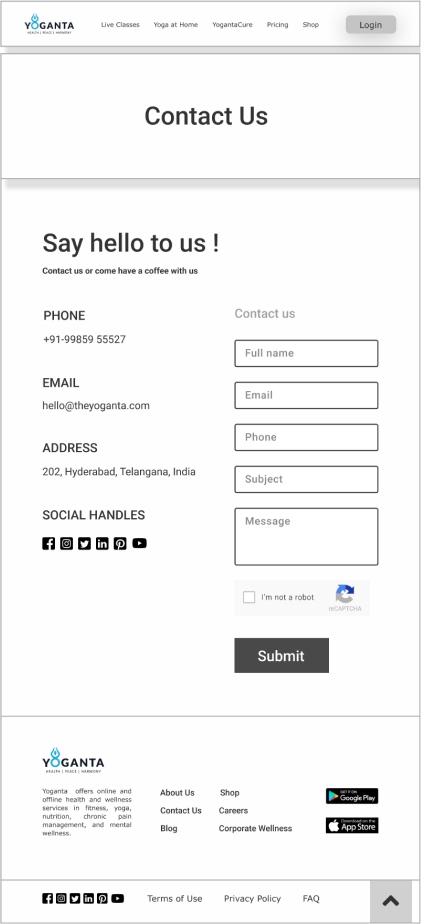 YOGANTA
HEALTH | PEACE | HARMONY
Live Classes
Yoga at Home
YogantaCure
Pricing
Shop
Login
Contact Us
Say hello to us !
Contact us or come have a coffee with us
PHONE
+91-99859 55527
EMAIL
hello@theyoganta.com
ADDRESS
202, Hyderabad, Telangana, India
SOCIAL HANDLES
Contact us
Full name
Email
Phone
Subject
Message
I'm not a robot
reCAPTCHA
Submit
YOGANTA
HEALTH | PEACE | HARMONY
Yoganta offers online and
offline health and wellness
services in fitness, yoga,
nutrition, chronic pain
management, and mental
wellness.
About Us
Contact Us
Blog
Shop
Careers
Corporate Wellness
GET IT ON
Google Play
Download on the
App Store
Terms of Use
Privacy Policy
FAQ